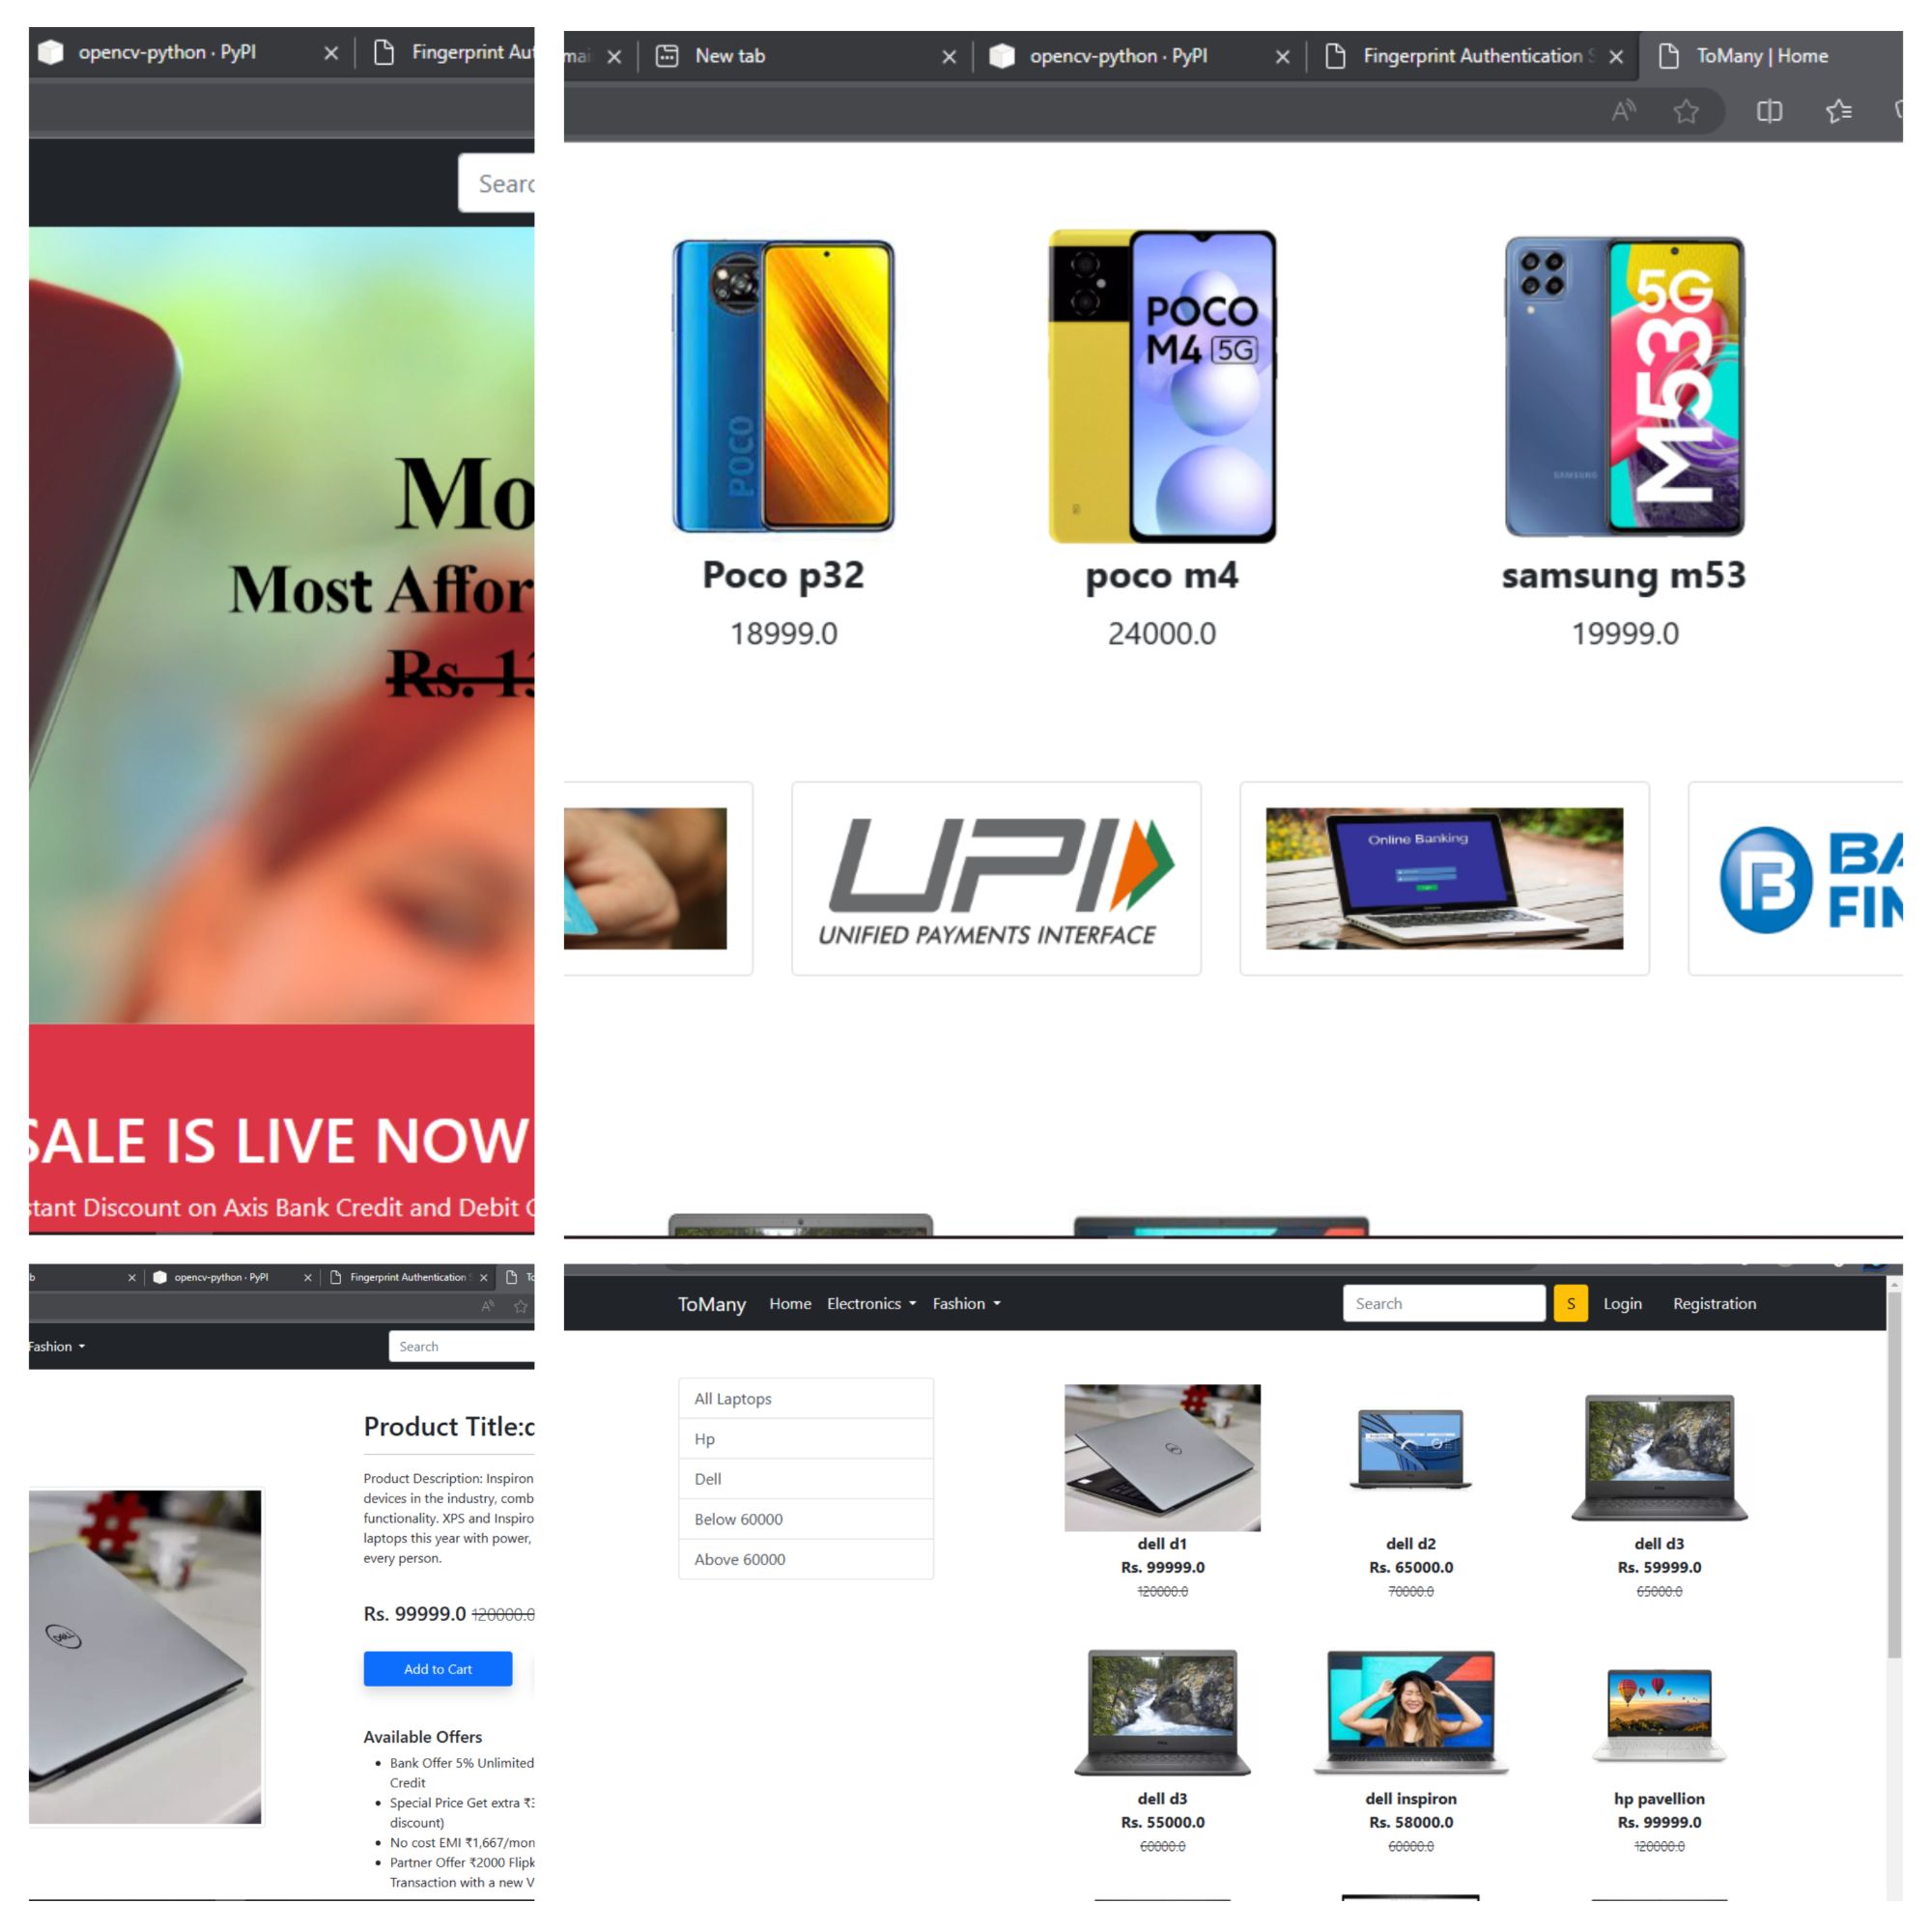 opencv-python · PyPI
Fingerprint Aut
Searc
Mo
Most Affor
Rs. 13
SALE IS LIVE NOW
stant Discount on Axis Bank Credit and Debit C
mai
New tab
opencv-python · PyPI
Fingerprint Authentication S
ToMany | Home
POCO
POCO
M4 5G
SAMSUNG
M53 5G
Poco p32
poco m4
samsung m53
18999.0
24000.0
19999.0
UPI
UNIFIED PAYMENTS INTERFACE
Online Banking
B
BA
FIN
b
opencv-python · PyPI
Fingerprint Authentication S
To
Fashion
Search
Product Title:d
Product Description: Inspiron
devices in the industry, comb
functionality. XPS and Inspiro
laptops this year with power,
every person.
DELL
Rs. 99999.0 120000.0
Add to Cart
Available Offers
Bank Offer 5% Unlimited
Credit
Special Price Get extra ₹3
discount)
No cost EMI ₹1,667/mon
Partner Offer ₹2000 Flipk
Transaction with a new V
ToMany Home Electronics Fashion
Search
S
Login
Registration
All Laptops
Hp
Dell
Below 60000
Above 60000
dell d1
Rs. 99999.0
120000.0
dell d2
Rs. 65000.0
70000.0
dell d3
Rs. 59999.0
65000.0
dell d3
Rs. 55000.0
60000.0
dell inspiron
Rs. 58000.0
60000.0
hp pavellion
Rs. 99999.0
120000.0